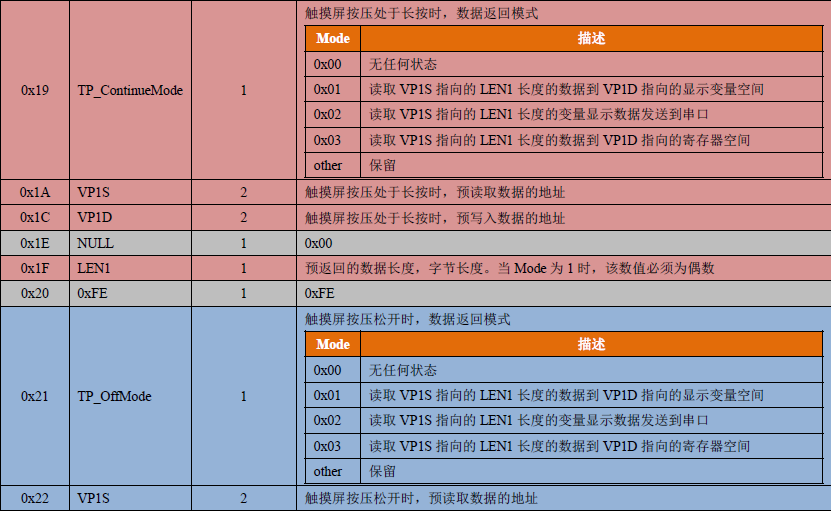 触摸屏按压处于长按时，数据返回模式
Mode 描述
0x00 无任何状态
0x01 读取 VP1S 指向的 LEN1 长度的数据到 VP1D 指向的显示变量空间
0x19 TP_ContinueMode 1
0x02 读取 VP1S 指向的 LEN1 长度的变量显示数据发送到串口
0x03 读取 VP1S 指向的 LEN1 长度的数据到 VP1D 指向的寄存器空间
other 保留
0x1A VP1S 2 触摸屏按压处于长按时，预读取数据的地址
0x1C VP1D 2 触摸屏按压处于长按时，预写入数据的地址
0x1E NULL 1 0x00
0x1F LEN1 1 预返回的数据长度，字节长度。当 Mode 为 1 时，该数值必须为偶数
0x20 0xFE 1 0xFE
触摸屏按压松开时，数据返回模式
Mode 描述
0x00 无任何状态
0x21 TP_OffMode 1
0x01 读取 VP1S 指向的 LEN1 长度的数据到 VP1D 指向的显示变量空间
0x02 读取 VP1S 指向的 LEN1 长度的变量显示数据发送到串口
0x03 读取 VP1S 指向的 LEN1 长度的数据到 VP1D 指向的寄存器空间
other 保留
0x22 VP1S 2 触摸屏按压松开时，预读取数据的地址